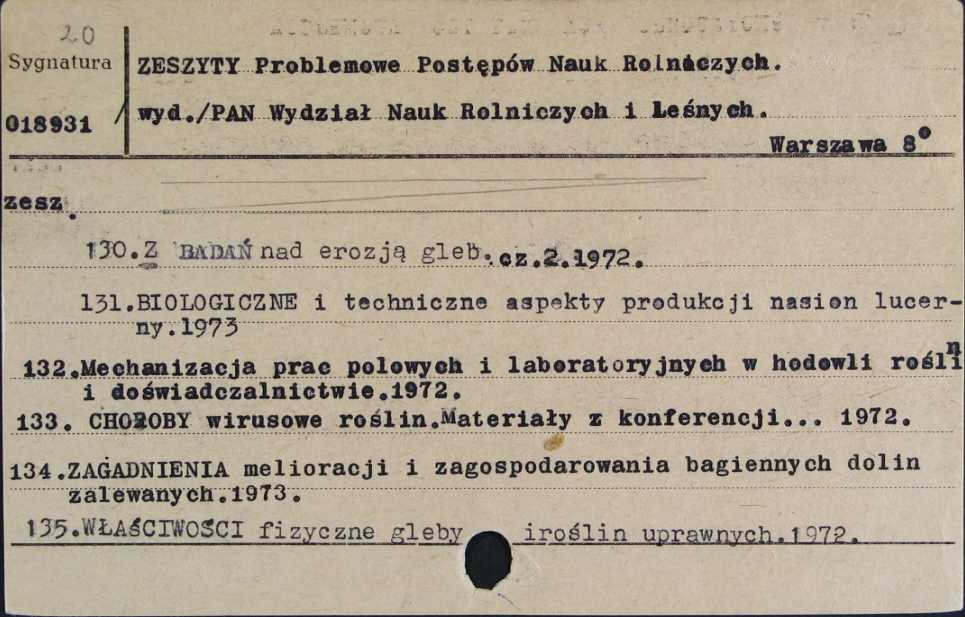 20
Sygnatura
ZESZYTY Problemowe Postępów Nauk Rolniczych.
018931
wyd./PAN Wydział Nauk Rolniczych i Leśnych.
Warszawa 8°
zesz.
130.Z BADAŃ nad erozją gleb.cz.2.1972.
131.BIOLOGICZNE i techniczne aspekty produkcji nasion lucer-
ny.1973
132.Mechanizacja prac polowych i laboratoryjnych w hodowli roślin
i doświadczalnictwie.1972.
133. CHOROBY wirusowe roślin.Materiały z konferencji... 1972.
134.ZAGADNIENIA melioracji i zagospodarowania bagiennych dolin
zalewanych.1973.
135.WŁAŚCIWOŚCI fizyczne gleby iroślin uprawnych.1972.